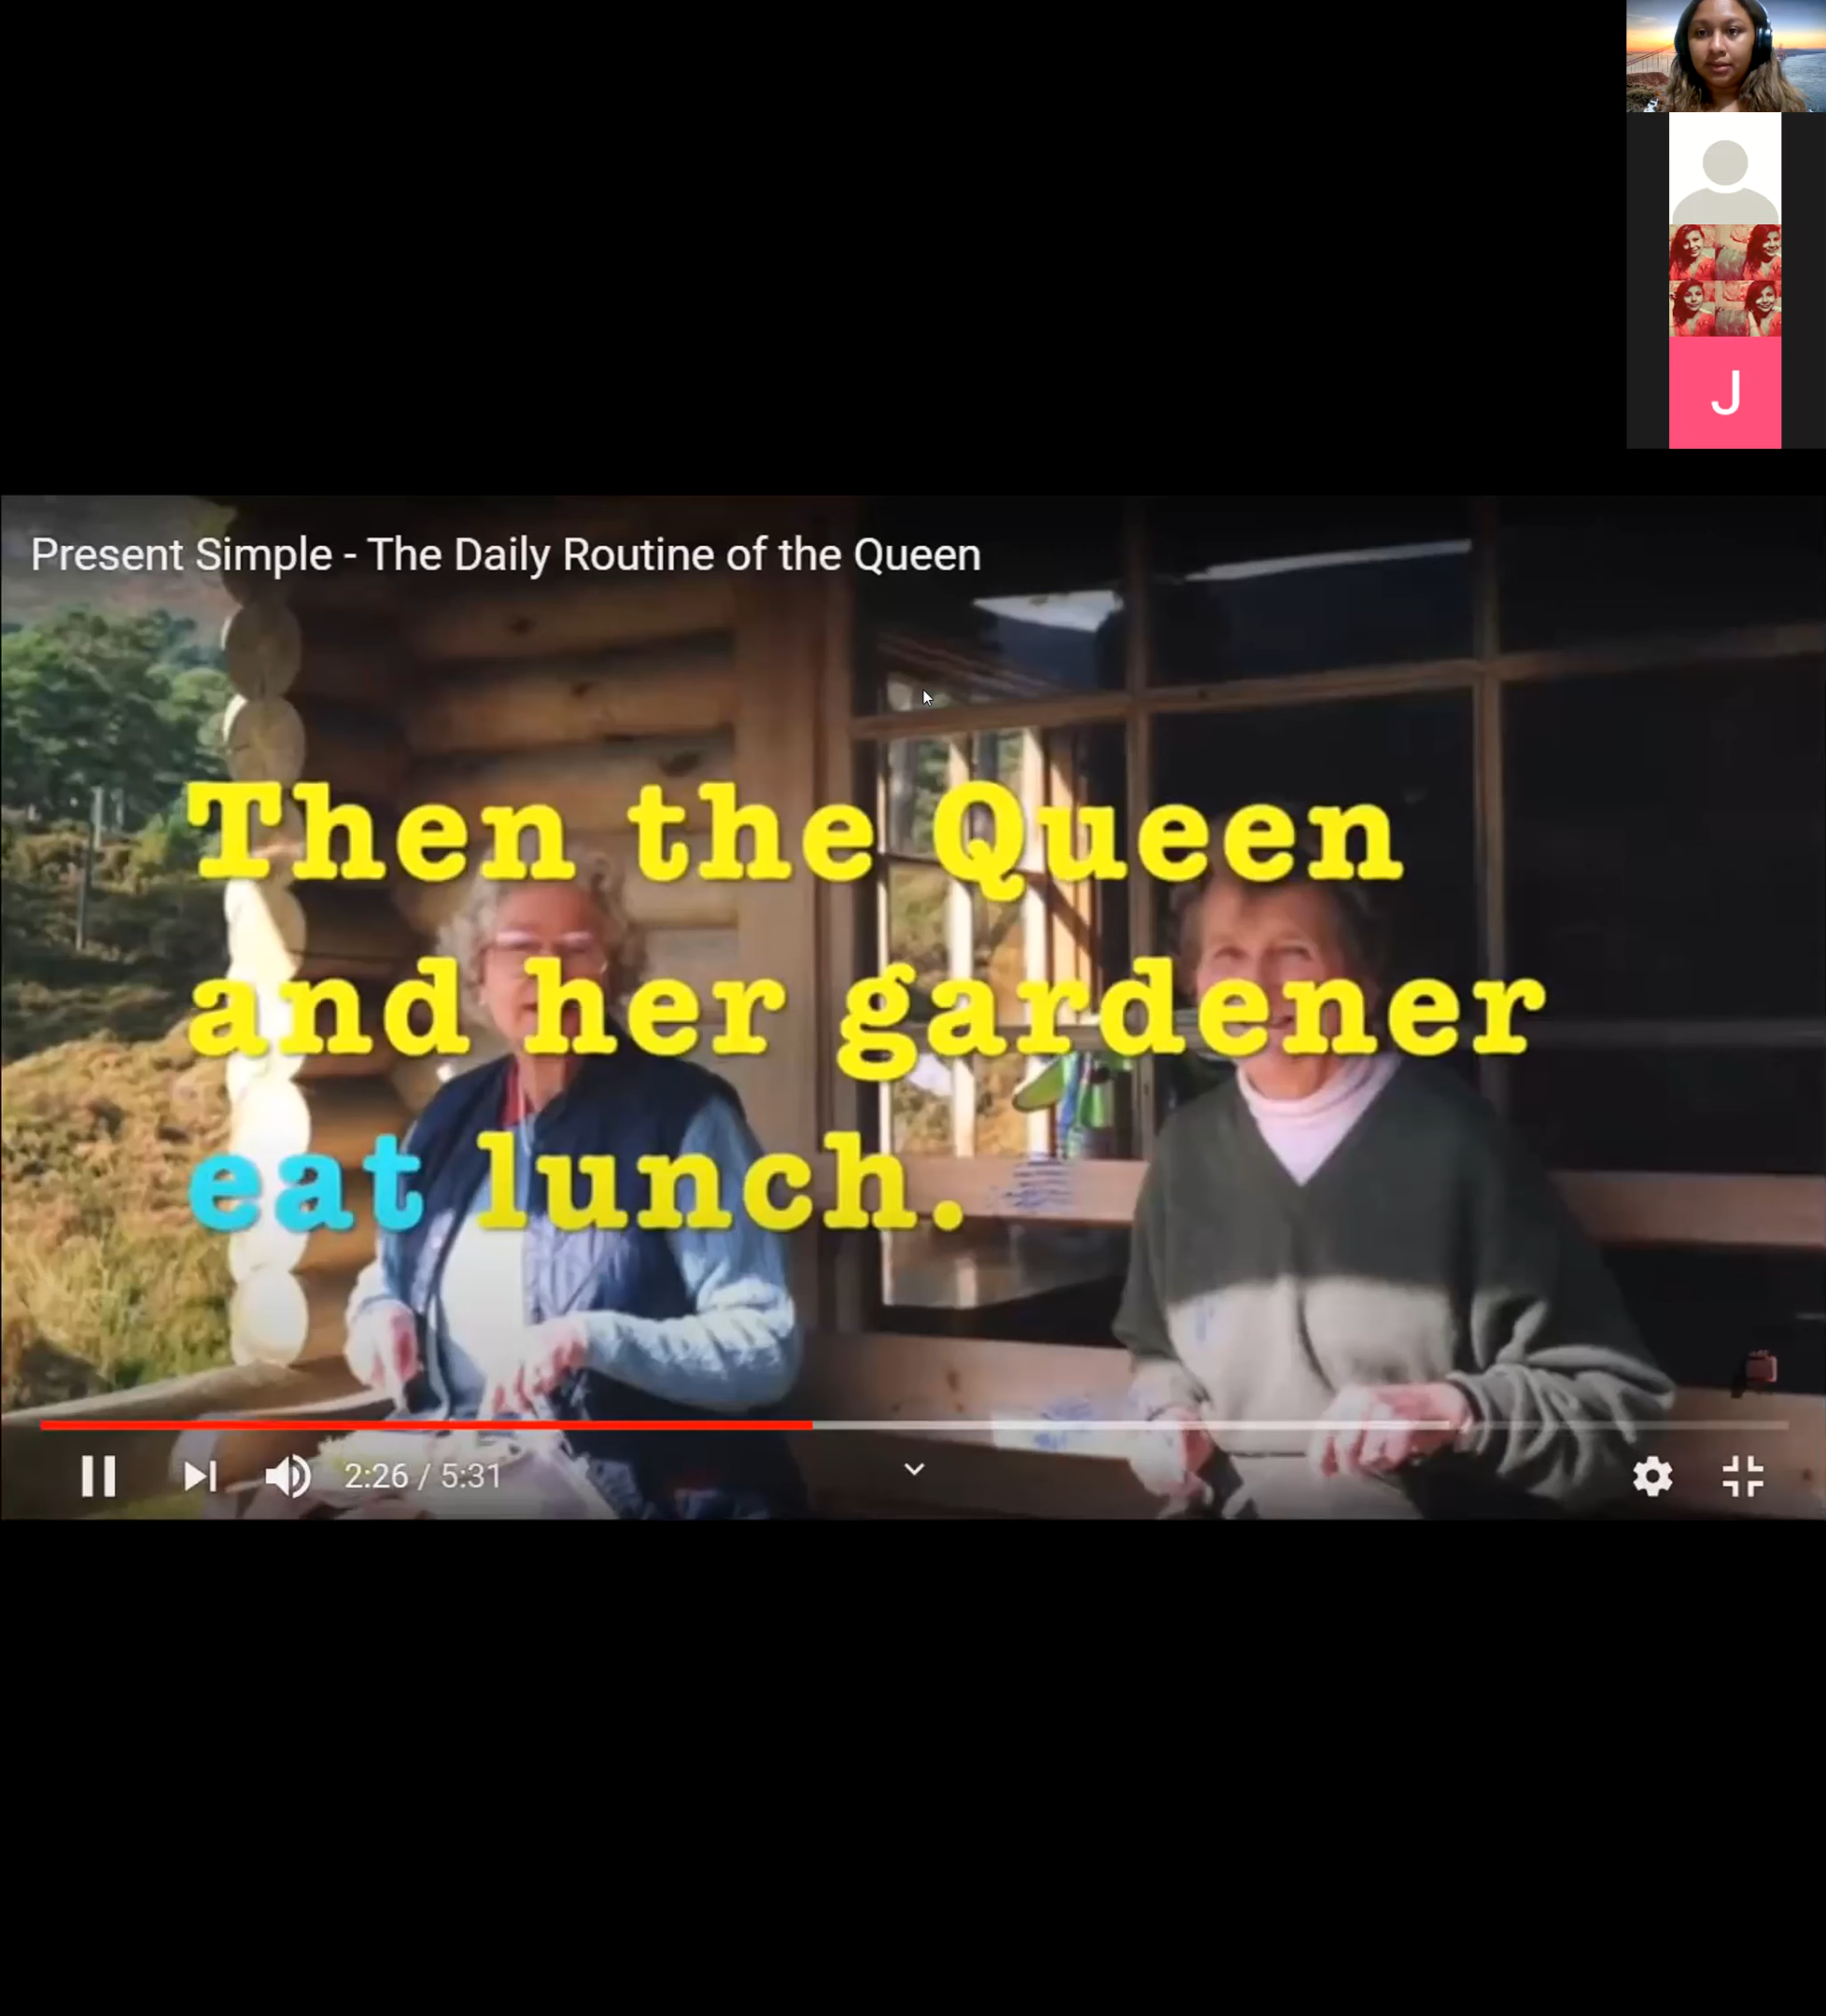 J
Present Simple - The Daily Routine of the Queen
Then the Queen
and her gardener
eat lunch.
2:26 / 5:31